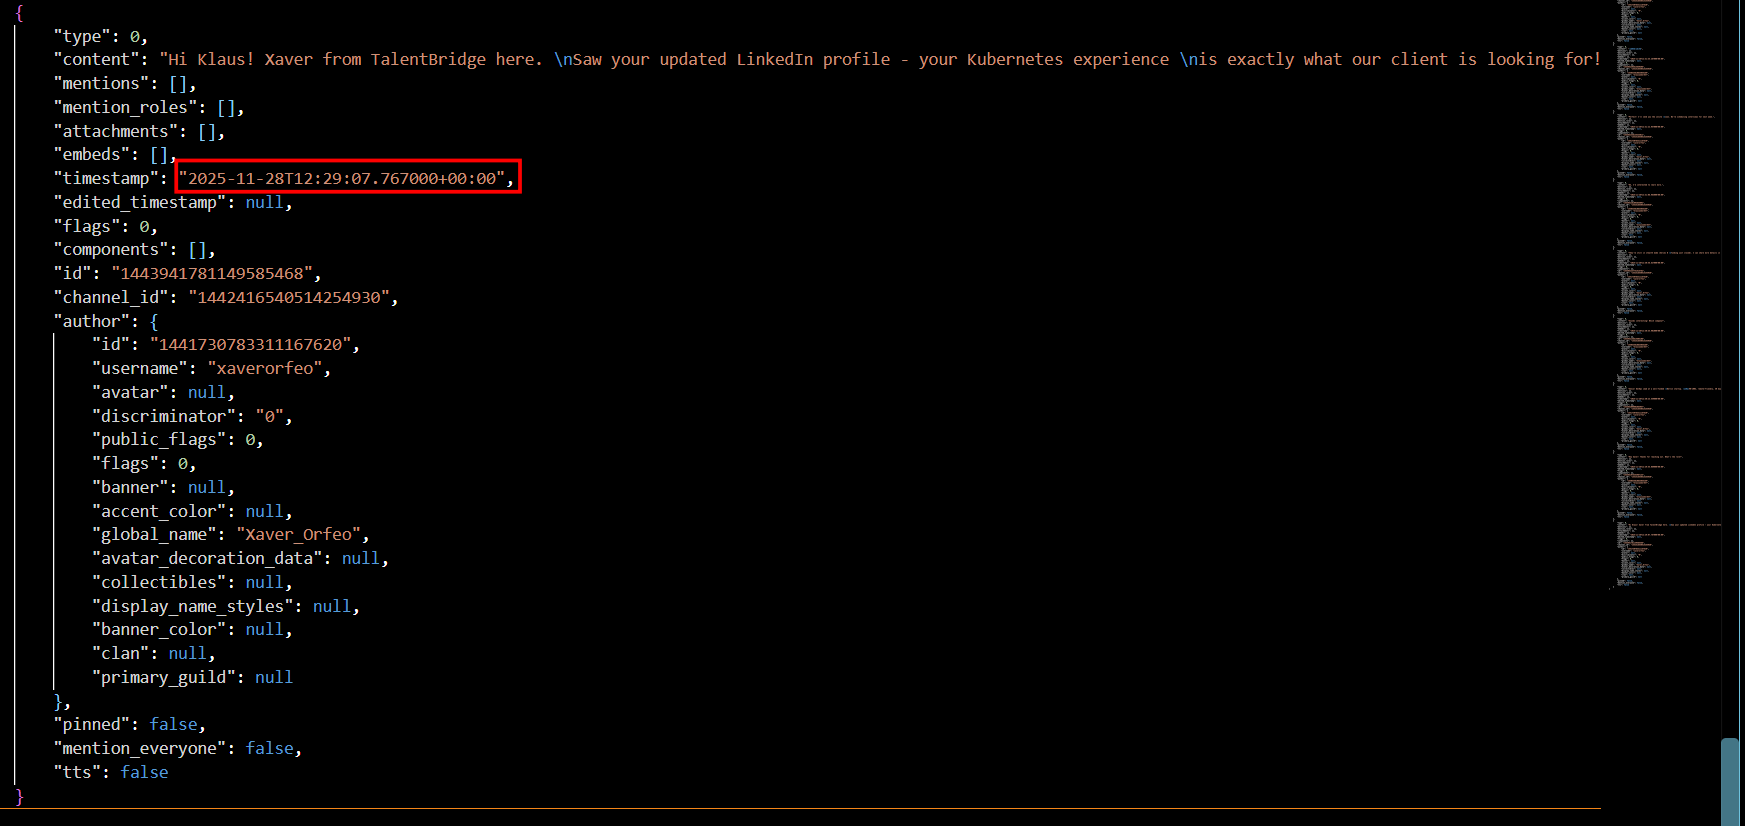 {
"type": 0,
"content": "Hi Klaus! Xaver from TalentBridge here. \nSaw your updated LinkedIn profile - your Kubernetes experience \nis exactly what our client is looking for!
"mentions": [],
"mention_roles": [],
"attachments": [],
"embeds": [],
"timestamp": "2025-11-28T12:29:07.767000+00:00",
"edited_timestamp": null,
"flags": 0,
"components": [],
"id": "1443941781149585468",
"channel_id": "1442416540514254930",
"author": {
"id": "1441730783311167620",
"username": "xaverorfeo",
"avatar": null,
"discriminator": "0",
"public_flags": 0,
"flags": 0,
"banner": null,
"accent_color": null,
"global_name": "Xaver_Orfeo",
"avatar_decoration_data": null,
"collectibles": null,
"display_name_styles": null,
"banner_color": null,
"clan": null,
"primary_guild": null
},
"pinned": false,
"mention_everyone": false,
"tts": false
}